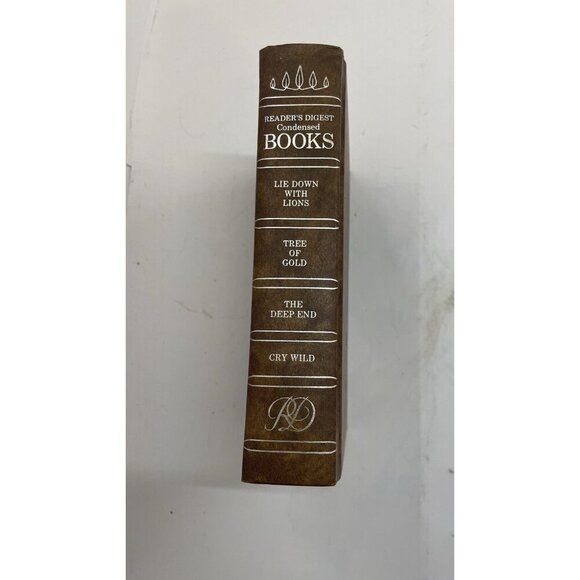 READER'S DIGEST
Condensed
BOOKS
LIE DOWN
WITH
LIONS
TREE
OF
GOLD
THE
DEEP END
CRY WILD
RD